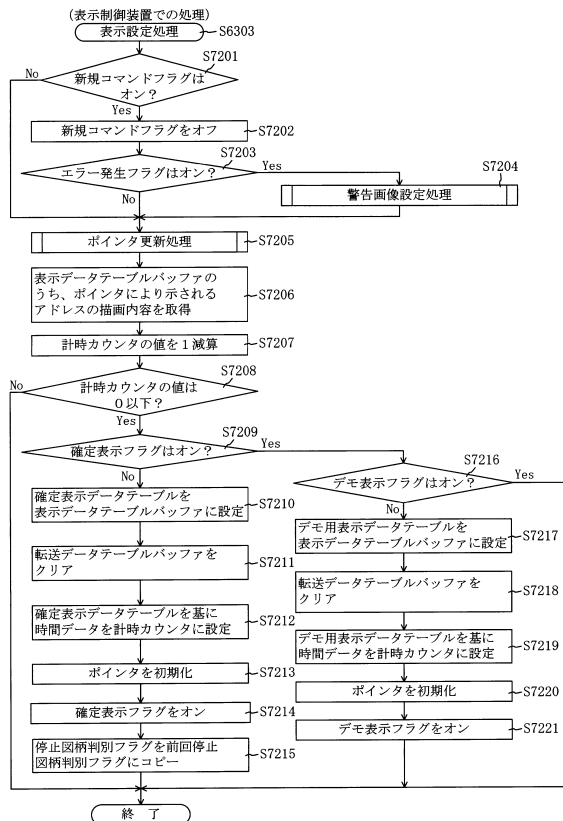 (表示制御装置での処理)
表示設定処理
S6303
S7201
No
新規コマンドフラグは
オン?
Yes
新規コマンドフラグをオフ
S7202
S7203
エラー発生フラグはオン?
Yes
No
S7204
警告画像設定処理
ポインタ更新処理
S7205
表示データテーブルバッファの
うち、ポインタにより示される
アドレスの描画内容を取得
S7206
計時カウンタの値を1減算
S7207
S7208
No
計時カウンタの値は
0以下?
Yes
S7209
確定表示フラグはオン?
Yes
No
S7216
デモ表示フラグはオン?
Yes
No
確定表示データテーブルを
表示データテーブルバッファに設定
S7210
転送データテーブルバッファを
クリア
S7211
確定表示データテーブルを基に
時間データを計時カウンタに設定
S7212
ポインタを初期化
S7213
確定表示フラグをオン
S7214
停止図柄判別フラグを前回停止
図柄判別フラグにコピー
S7215
デモ用表示データテーブルを
表示データテーブルバッファに設定
S7217
転送データテーブルバッファを
クリア
S7218
デモ用表示データテーブルを基に
時間データを計時カウンタに設定
S7219
ポインタを初期化
S7220
デモ表示フラグをオン
S7221
終 了